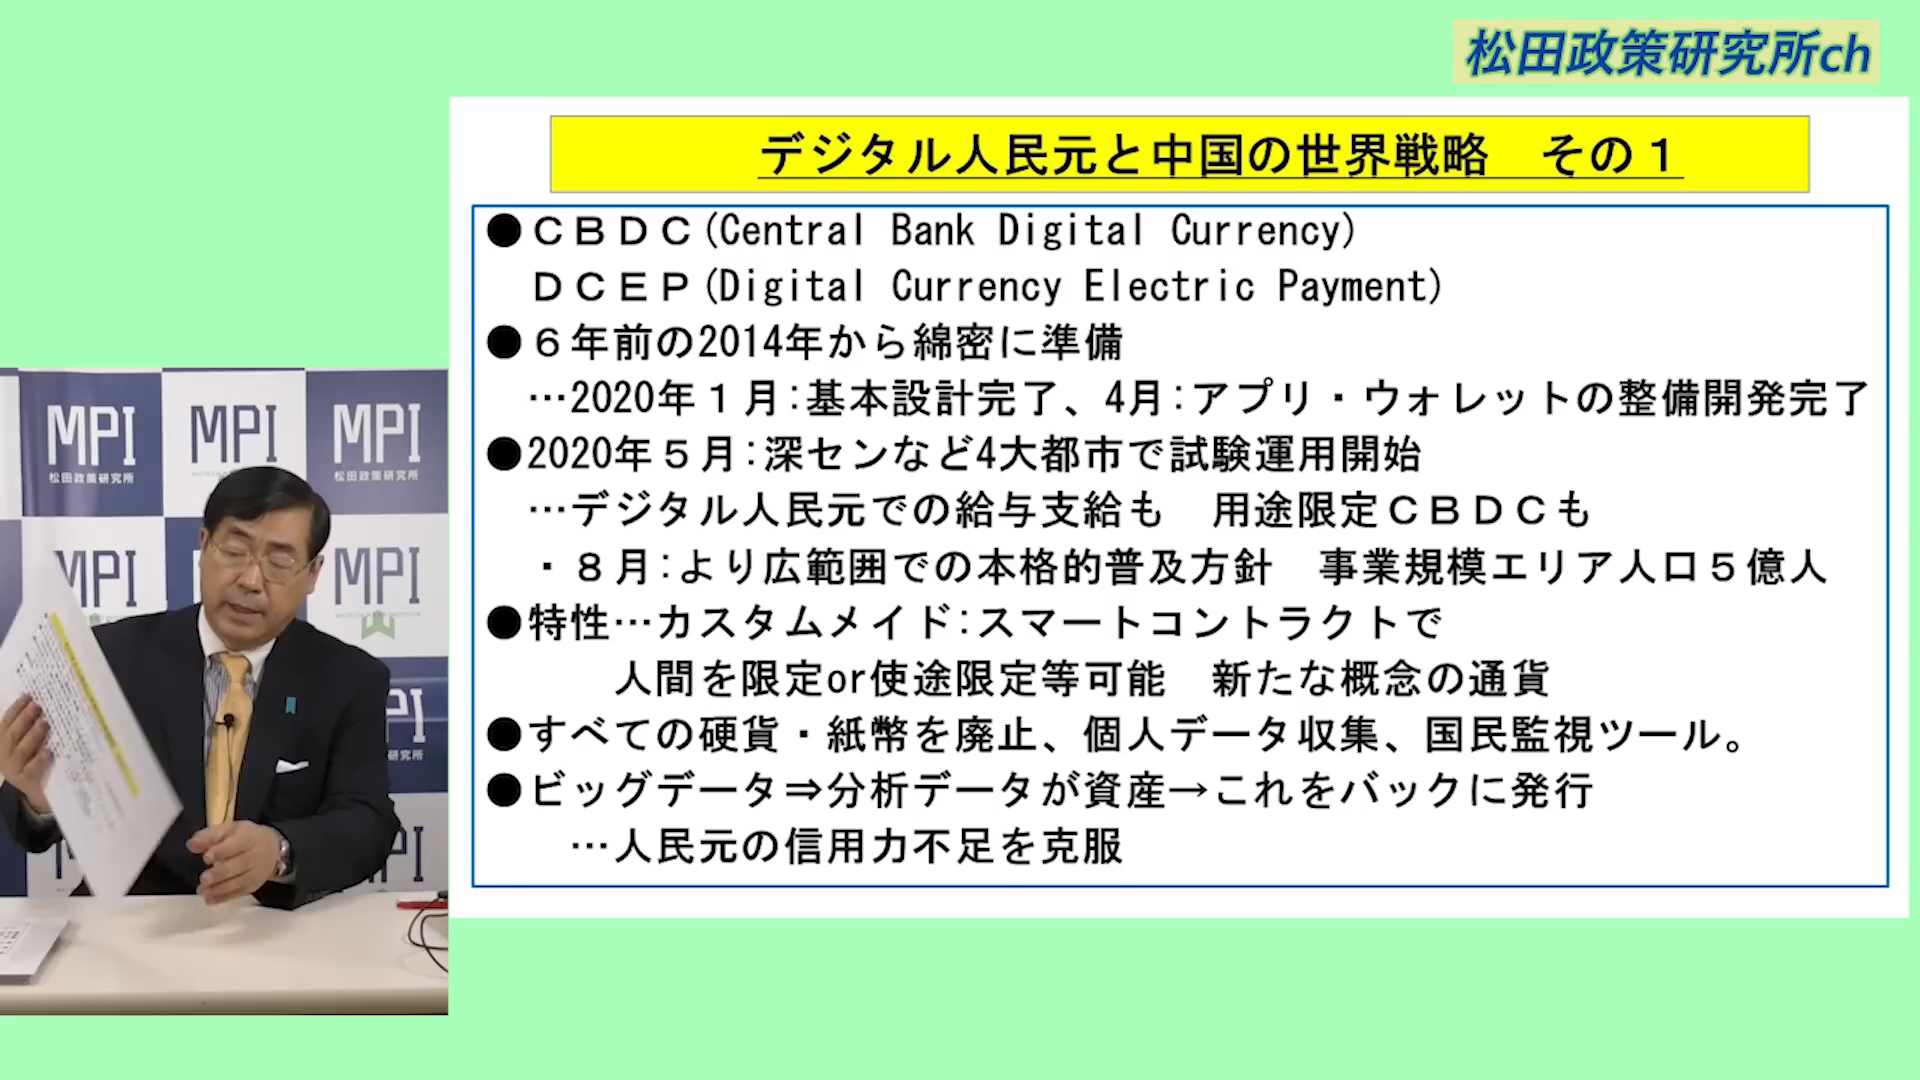 松田政策研究所ch
デジタル人民元と中国の世界戦略　その１
●ＣＢＤＣ(Central Bank Digital Currency)
ＤＣＥＰ(Digital Currency Electric Payment)
●６年前の2014年から綿密に準備
…2020年１月:基本設計完了、4月:アプリ・ウォレットの整備開発完了
●2020年５月:深センなど4大都市で試験運用開始
…デジタル人民元での給与支給も　用途限定ＣＢＤＣも
・８月:より広範囲での本格的普及方針　事業規模エリア人口５億人
●特性…カスタムメイド:スマートコントラクトで
人間を限定or使途限定等可能　新たな概念の通貨
●すべての硬貨・紙幣を廃止、個人データ収集、国民監視ツール。
●ビッグデータ⇒分析データが資産→これをバックに発行
…人民元の信用力不足を克服
MPI
松田政策研究所
MPI
MPI
松田政策研究所
MPI
MPI
PI
研究所
PI